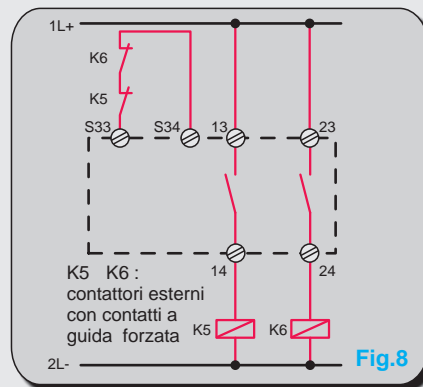 1L+
K6
K5
S33 S34 13 23
14 24
K5 K6 :
contattori esterni
con contatti a
guida forzata
K5 K6
Fig.8
2L-